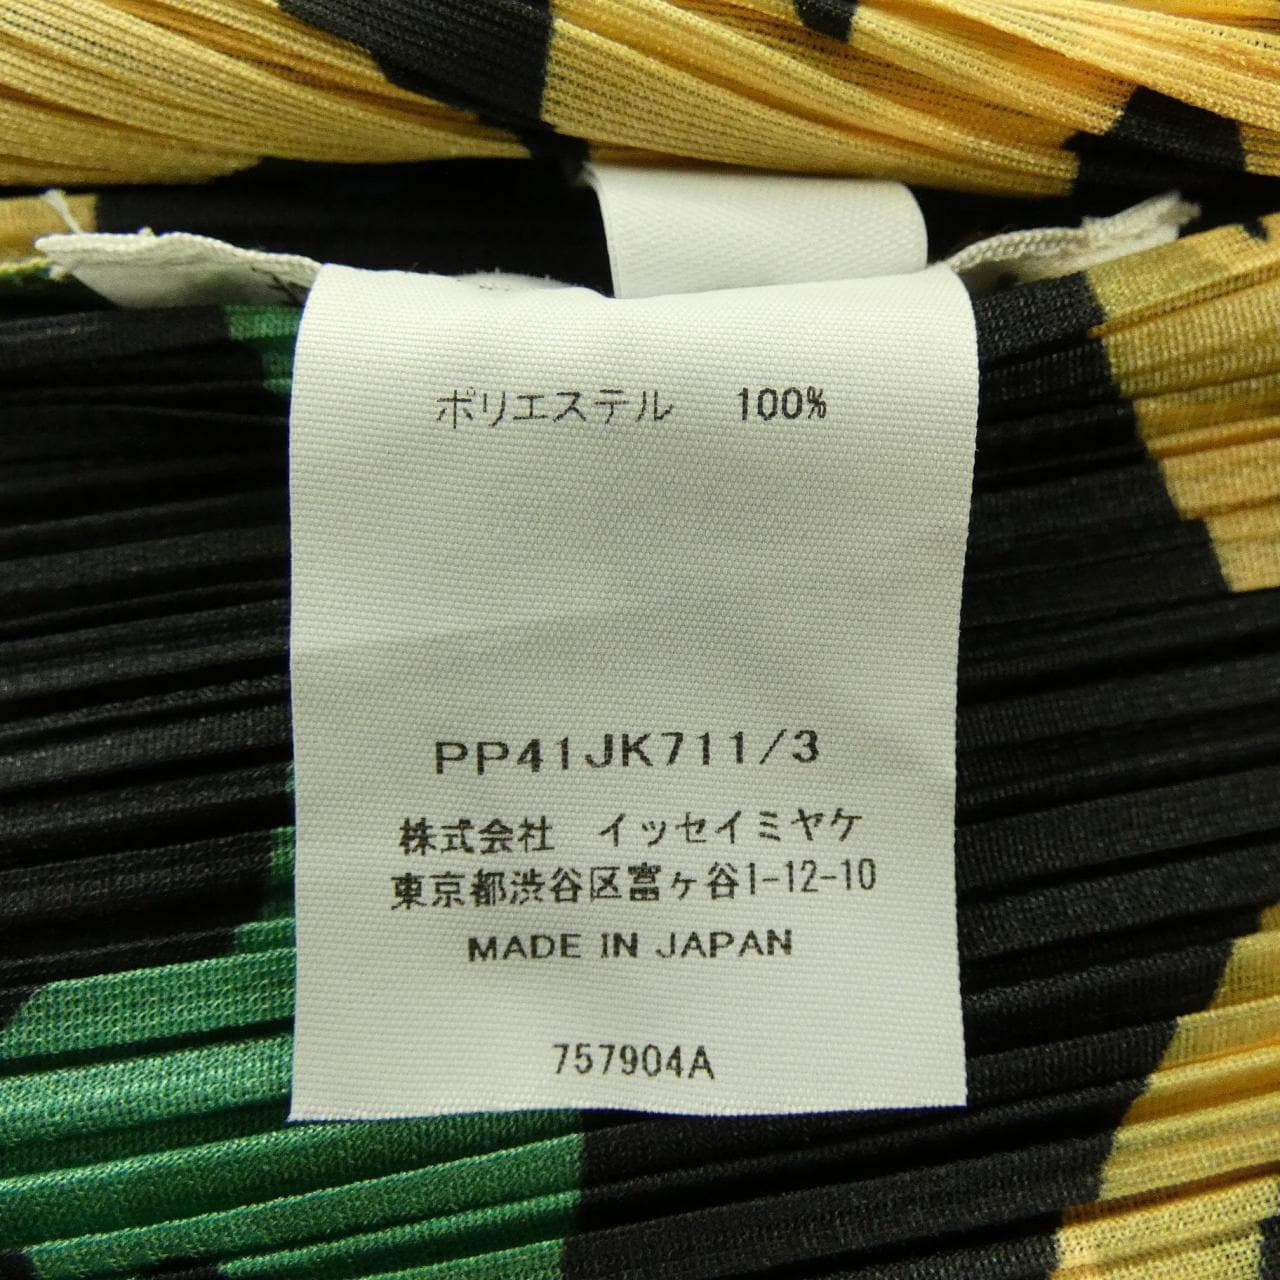 ポリエステル 100%
PP41JK711/3
株式会社 イッセイミヤケ
東京都渋谷区富ヶ谷1-12-10
MADE IN JAPAN
757904A